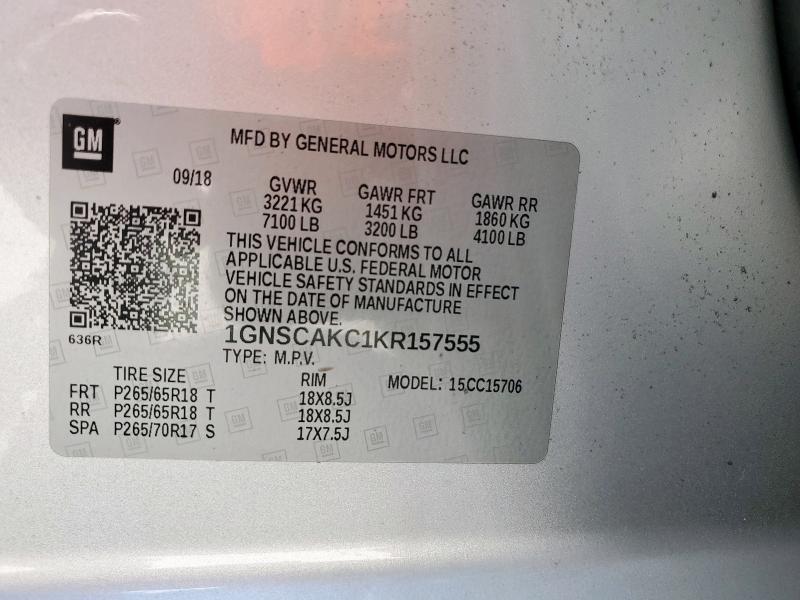 GM
MFD BY GENERAL MOTORS LLC
09/18
GVWR GAWR FRT GAWR RR
3221 KG 1451 KG 1860 KG
7100 LB 3200 LB 4100 LB
THIS VEHICLE CONFORMS TO ALL
APPLICABLE U.S. FEDERAL MOTOR
VEHICLE SAFETY STANDARDS IN EFFECT
ON THE DATE OF MANUFACTURE
SHOWN ABOVE.
636R
1GNSCAKC1KR157555
TYPE: M.P.V.
TIRE SIZE RIM MODEL: 15CC15706
FRT P265/65R18 T 18X8.5J
RR P265/65R18 T 18X8.5J
SPA P265/70R17 S 17X7.5J